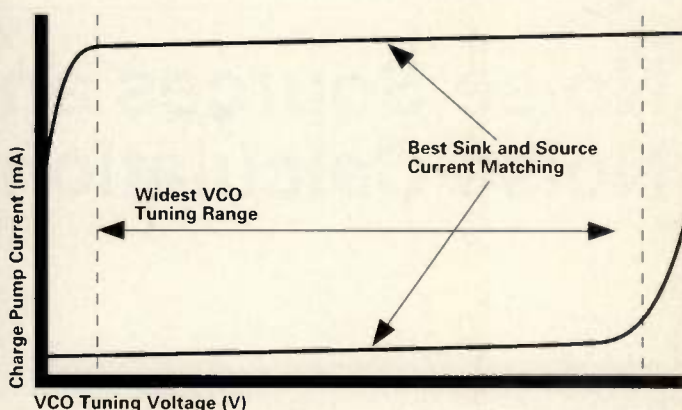 Charge Pump Current (mA)
Best Sink and Source
Current Matching
Widest VCO
Tuning Range
VCO Tuning Voltage (V)